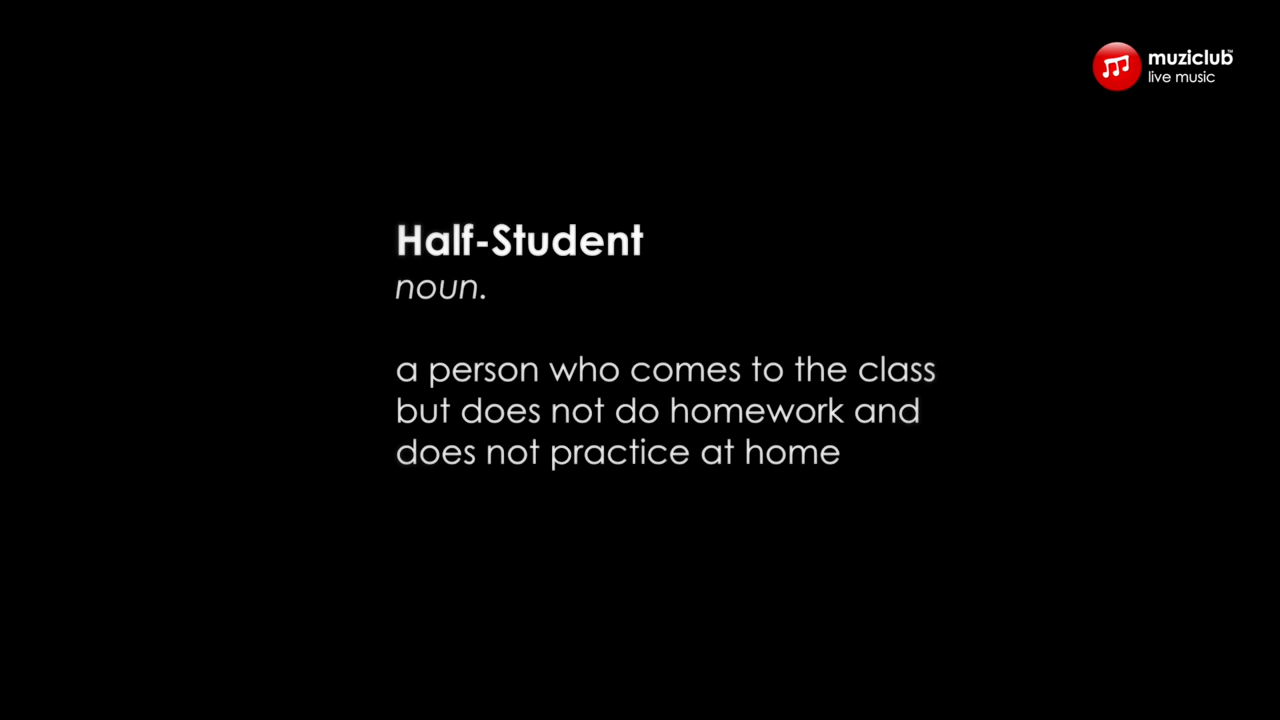 muziclub™
live music
Half-Student
noun.
a person who comes to the class
but does not do homework and
does not practice at home